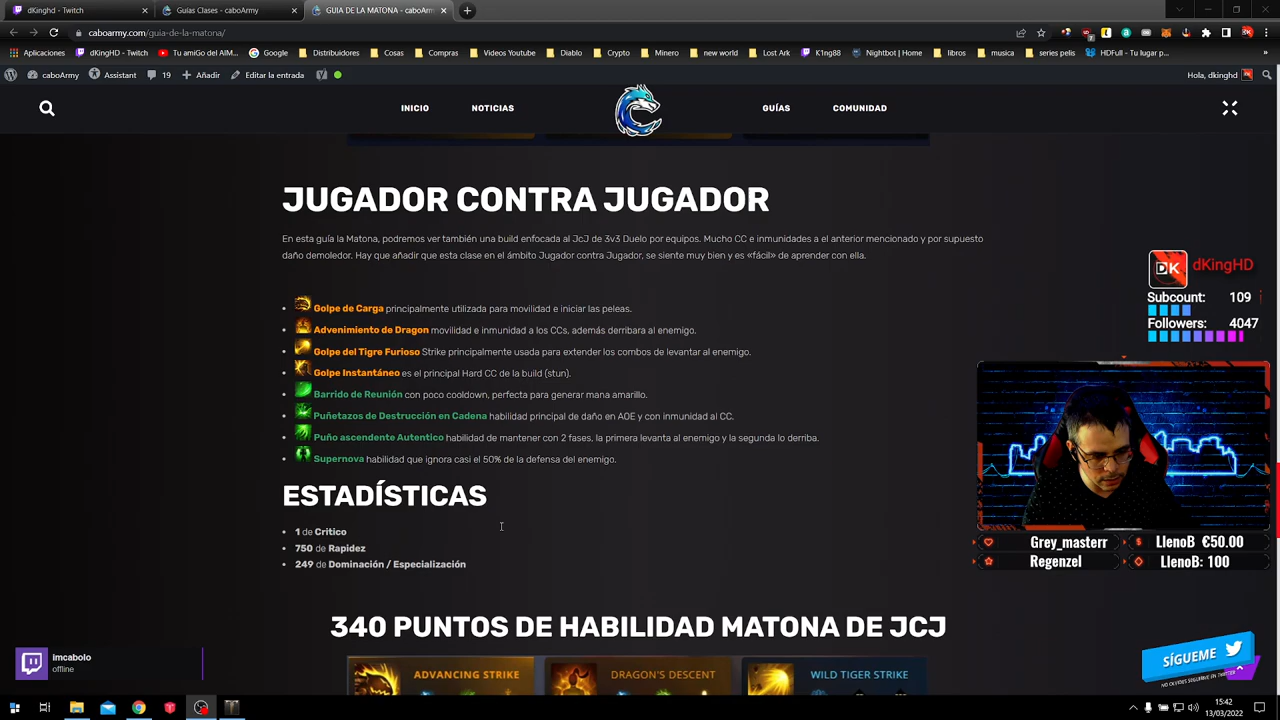 dKinghd - Twitch
Guías Clases - caboArmy
GUIA DE LA MATONA - caboArmy
caboarmy.com/guia-de-la-matona/
Aplicaciones
dKingHD - Twitch
Tu amiGo del AIM...
Google
Distribuidores
Cosas
Compras
Videos Youtube
Diablo
Crypto
Minero
new world
Lost Ark
K1ng88
Nightbot | Home
libros
musica
series pelis
HDFull - Tu lugar p...
caboArmy
Assistant
19
Añadir
Editar la entrada
Hola, dkinghd
INICIO
NOTICIAS
GUÍAS
COMUNIDAD
JUGADOR CONTRA JUGADOR
En esta guía la Matona, podremos ver también una build enfocada al JcJ de 3v3 Duelo por equipos. Mucho CC e inmunidades a el anterior mencionado y por supuesto
daño demoledor. Hay que añadir que esta clase en el ámbito Jugador contra Jugador, se siente muy bien y es «fácil» de aprender con ella.
Golpe de Carga principalmente utilizada para movilidad e iniciar las peleas.
Advenimiento de Dragon movilidad e inmunidad a los CCs, además derribara al enemigo.
Golpe del Tigre Furioso Strike principalmente usada para extender los combos de levantar al enemigo.
Golpe Instantáneo es el principal Hard CC de la build (stun).
Barrido de Reunión con poco cooldown, perfecta para generar mana amarillo.
Puñetazos de Destrucción en Cadena habilidad principal de daño en AOE y con inmunidad al CC.
Puño ascendente Autentico habilidad de mantener con 2 fases, la primera levanta al enemigo y la segunda lo derriba.
Supernova habilidad que ignora casi el 50% de la defensa del enemigo.
ESTADÍSTICAS
1 de Critico
750 de Rapidez
249 de Dominación / Especialización
340 PUNTOS DE HABILIDAD MATONA DE JCJ
ADVANCING STRIKE
DRAGON'S DESCENT
WILD TIGER STRIKE
DK
dKingHD
Subcount: 109
Followers: 4047
Grey_masterr
LlenoB €50.00
Regenzel
LlenoB: 100
imcabolo
offline
SÍGUEME
NO OLVIDES SEGUIRME EN TWITTER
15:42
13/03/2022